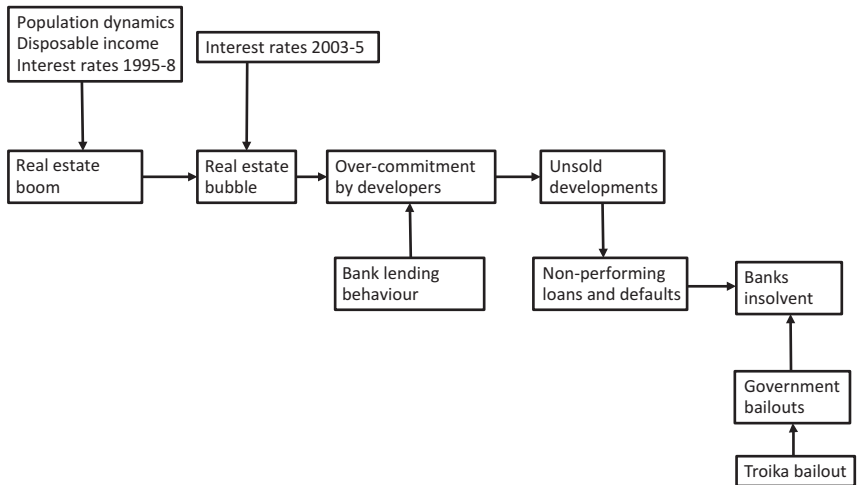 Population dynamics
Disposable income
Interest rates 1995-8
Interest rates 2003-5
Real estate
boom
Real estate
bubble
Over-commitment
by developers
Unsold
developments
Bank lending
behaviour
Non-performing
loans and defaults
Banks
insolvent
Government
bailouts
Troika bailout